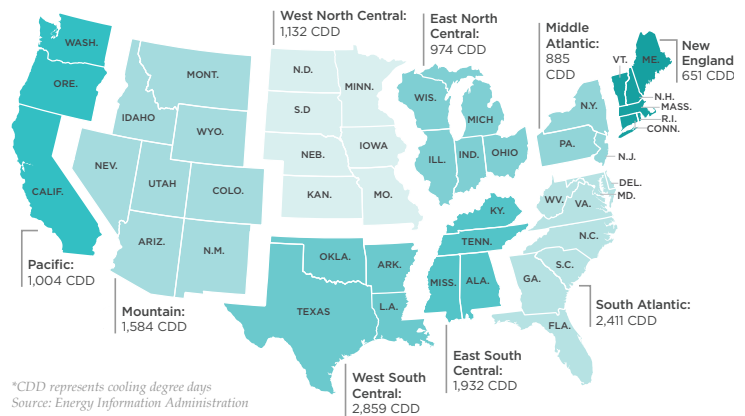 West North Central:
1,132 CDD
East North
Central:
974 CDD
Middle
Atlantic:
885
CDD
New
England
651 CDD
WASH.
ORE.
CALIF.
MONT.
IDAHO
WYO.
NEV.
UTAH
COLO.
ARIZ.
N.M.
N.D.
S.D
NEB.
KAN.
MINN.
IOWA
MO.
WIS.
MICH
ILL.
IND.
OHIO
N.Y.
PA.
N.J.
VT.
ME.
N.H.
MASS.
R.I.
CONN.
DEL.
MD.
WV.
VA.
N.C.
S.C.
GA.
FLA.
KY.
TENN.
MISS.
ALA.
OKLA.
ARK.
TEXAS
L.A.
Pacific:
1,004 CDD
Mountain:
1,584 CDD
West South
Central:
2,859 CDD
East South
Central:
1,932 CDD
South Atlantic:
2,411 CDD
*CDD represents cooling degree days
Source: Energy Information Administration